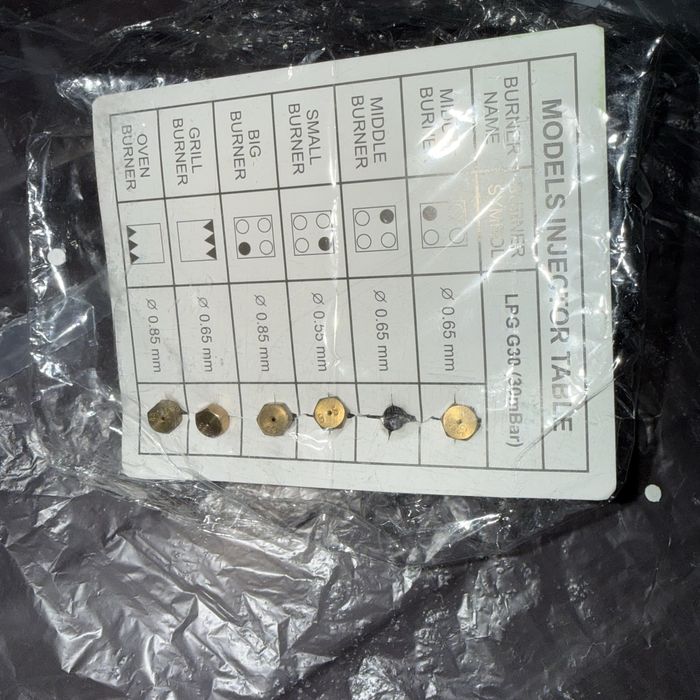 MODELS INJECTOR TABLE
BURNER NAME
BURNER
LPG G30 (30mBar)
Ø 0.65 mm
MIDDLE BURNER
Ø 0.65 mm
SMALL BURNER
Ø 0.55 mm
BIG BURNER
Ø 0.85 mm
GRILL BURNER
Ø 0.65 mm
OVEN BURNER
Ø 0.85 mm